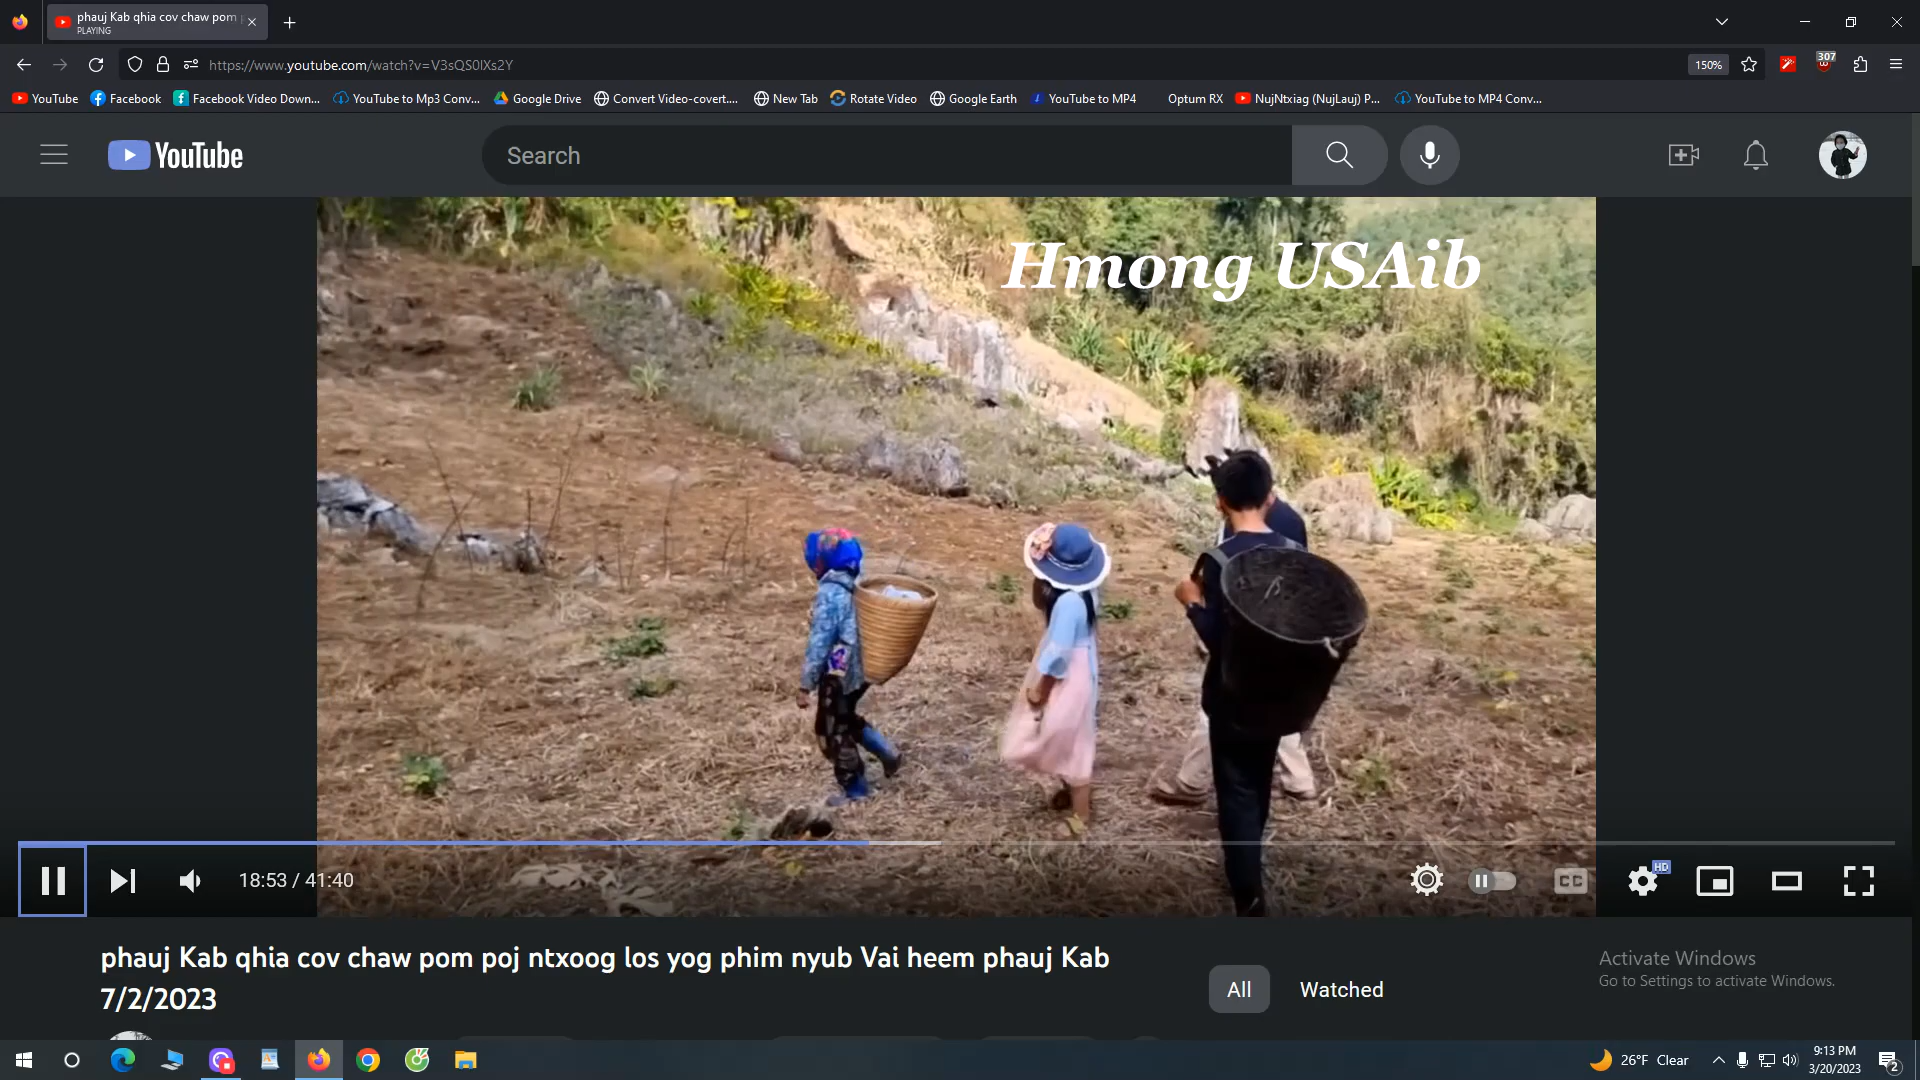 phauj Kab qhia cov chaw pom
PLAYING
https://www.youtube.com/watch?v=V3sQS0lXs2Y
150%
307
YouTube
Facebook
Facebook Video Down...
YouTube to Mp3 Conv...
Google Drive
Convert Video-covert....
New Tab
Rotate Video
Google Earth
YouTube to MP4
Optum RX
NujNtxiag (NujLauj) P...
YouTube to MP4 Conv...
YouTube
Search
Hmong USAib
18:53 / 41:40
CC
HD
phauj Kab qhia cov chaw pom poj ntxoog los yog phim nyub Vai heem phauj Kab
7/2/2023
All
Watched
Activate Windows
Go to Settings to activate Windows.
26°F Clear
9:13 PM
3/20/2023
2